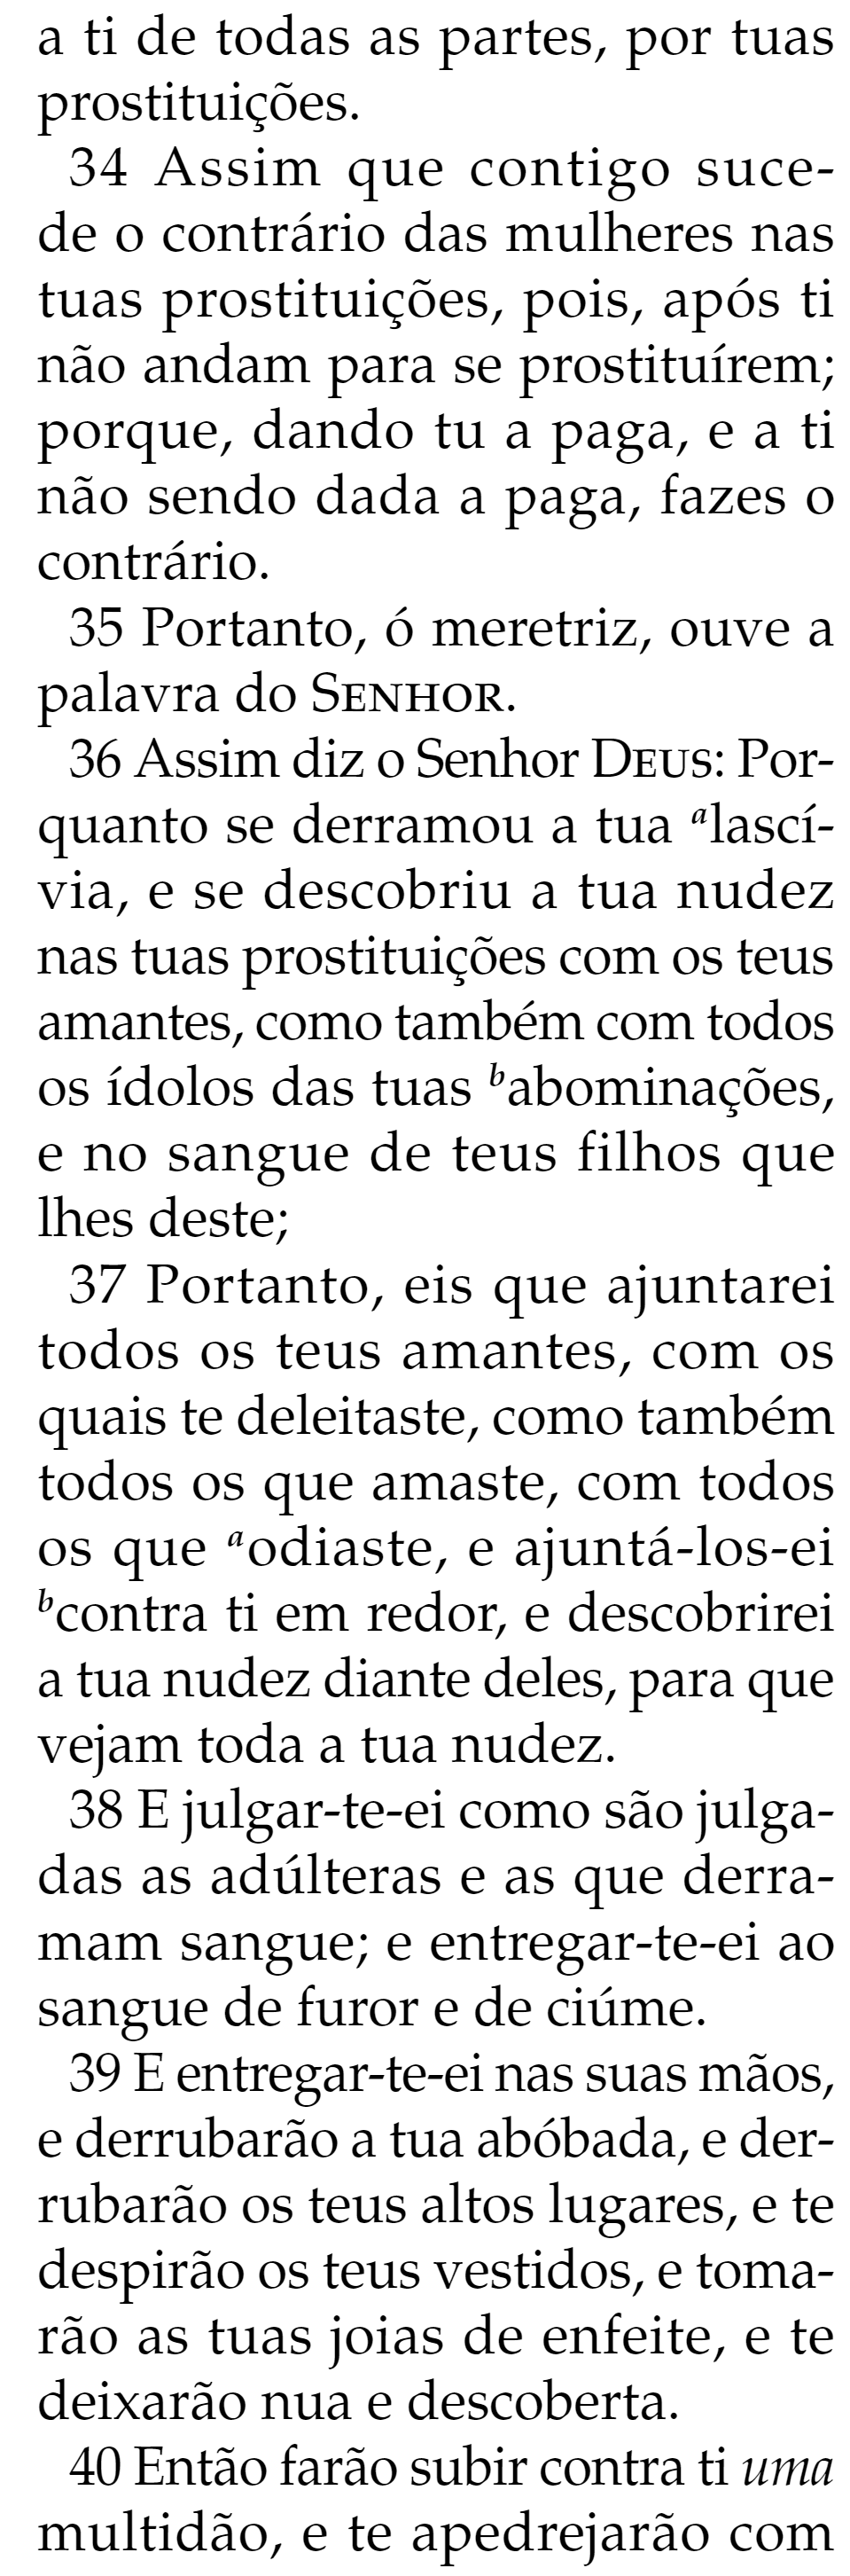 a ti de todas as partes, por tuas
prostituições.
34 Assim que contigo suce-
de o contrário das mulheres nas
tuas prostituições, pois, após ti
não andam para se prostituírem;
porque, dando tu a paga, e a ti
não sendo dada a paga, fazes o
contrário.
35 Portanto, ó meretriz, ouve a
palavra do SENHOR.
36 Assim diz o Senhor DEUS: Por-
quanto se derramou a tua alascí-
via, e se descobriu a tua nudez
nas tuas prostituições com os teus
amantes, como também com todos
os ídolos das tuas babominações,
e no sangue de teus filhos que
lhes deste;
37 Portanto, eis que ajuntarei
todos os teus amantes, com os
quais te deleitaste, como também
todos os que amaste, com todos
os que aodiaste, e ajuntá-los-ei
bcontra ti em redor, e descobrirei
a tua nudez diante deles, para que
vejam toda a tua nudez.
38 E julgar-te-ei como são julga-
das as adúlteras e as que derra-
mam sangue; e entregar-te-ei ao
sangue de furor e de ciúme.
39 E entregar-te-ei nas suas mãos,
e derrubarão a tua abóbada, e der-
rubarão os teus altos lugares, e te
despirão os teus vestidos, e toma-
rão as tuas joias de enfeite, e te
deixarão nua e descoberta.
40 Então farão subir contra ti uma
multidão, e te apedrejarão com